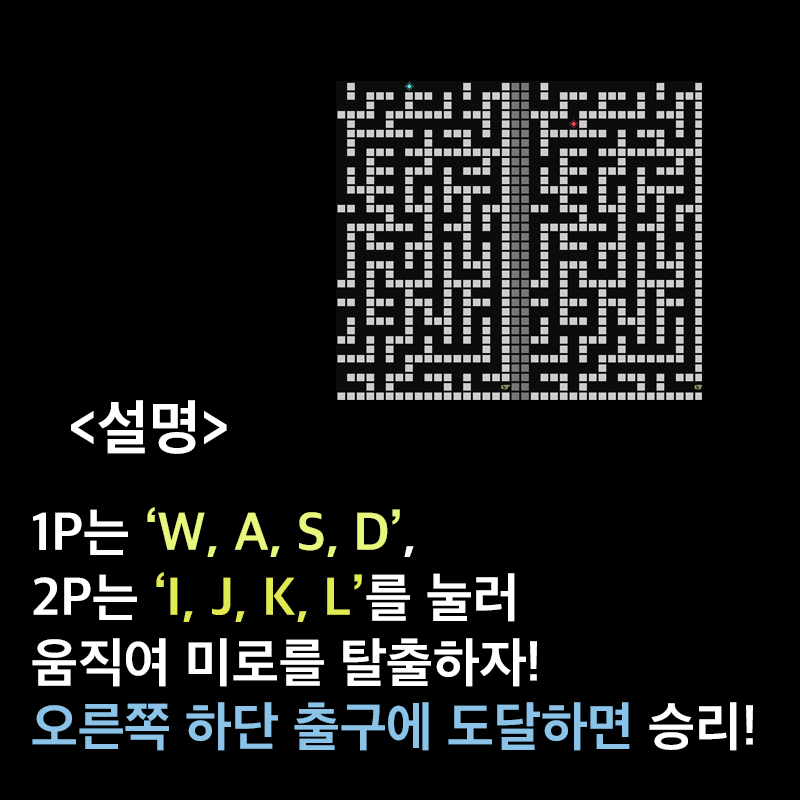 <설명>
1P는 ‘W, A, S, D’,
2P는 ‘I, J, K, L’를 눌러
움직여 미로를 탈출하자!
오른쪽 하단 출구에 도달하면 승리!